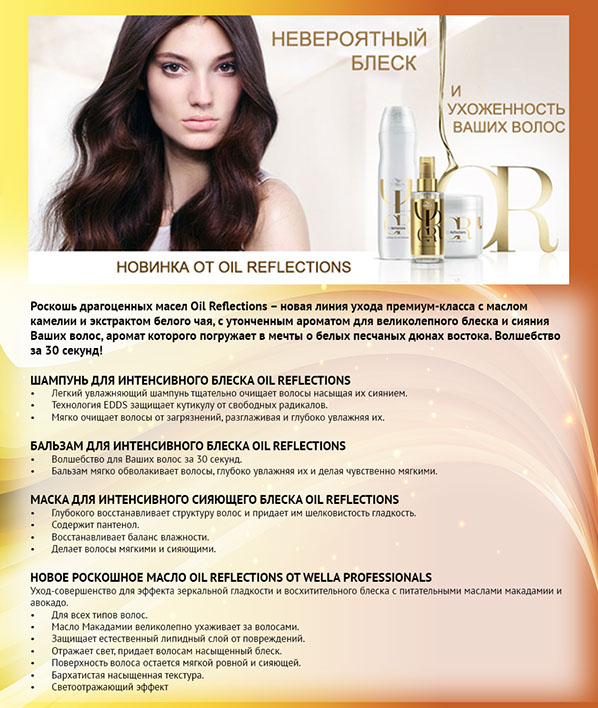 НЕВЕРОЯТНЫЙ
БЛЕСК
И
УХОЖЕННОСТЬ
ВАШИХ ВОЛОС
OR
НОВИНКА ОТ OIL REFLECTIONS
Роскошь драгоценных масел Oil Reflections – новая линия ухода премиум-класса с маслом
камелии и экстрактом белого чая, с утонченным ароматом для великолепного блеска и сияния
Ваших волос, аромат которого погружает в мечты о белых песчаных дюнах востока. Волшебство
за 30 секунд!
ШАМПУНЬ ДЛЯ ИНТЕНСИВНОГО БЛЕСКА OIL REFLECTIONS
• Легкий увлажняющий шампунь тщательно очищает волосы насыщая их сиянием.
• Технология EDDS защищает кутикулу от свободных радикалов.
• Мягко очищает волосы от загрязнений, разглаживая и глубоко увлажняя их.
БАЛЬЗАМ ДЛЯ ИНТЕНСИВНОГО БЛЕСКА OIL REFLECTIONS
• Волшебство для Ваших волос за 30 секунд.
• Бальзам мягко обволакивает волосы, глубоко увлажняя их и делая чувственно мягкими.
МАСКА ДЛЯ ИНТЕНСИВНОГО СИЯЮЩЕГО БЛЕСКА OIL REFLECTIONS
• Глубокого восстанавливает структуру волос и придает им шелковистость гладкость.
• Содержит пантенол.
• Восстанавливает баланс влажности.
• Делает волосы мягкими и сияющими.
НОВОЕ РОСКОШНОЕ МАСЛО OIL REFLECTIONS ОТ WELLA PROFESSIONALS
Уход-совершенство для эффекта зеркальной гладкости и восхитительного блеска с питательными маслами макадамии и
авокадо.
• Для всех типов волос.
• Масло Макадамии великолепно ухаживает за волосами.
• Защищает естественный липидный слой от повреждений.
• Отражает свет, придает волосам насыщенный блеск.
• Поверхность волоса остается мягкой ровной и сияющей.
• Бархатистая насыщенная текстура.
• Светоотражающий эффект